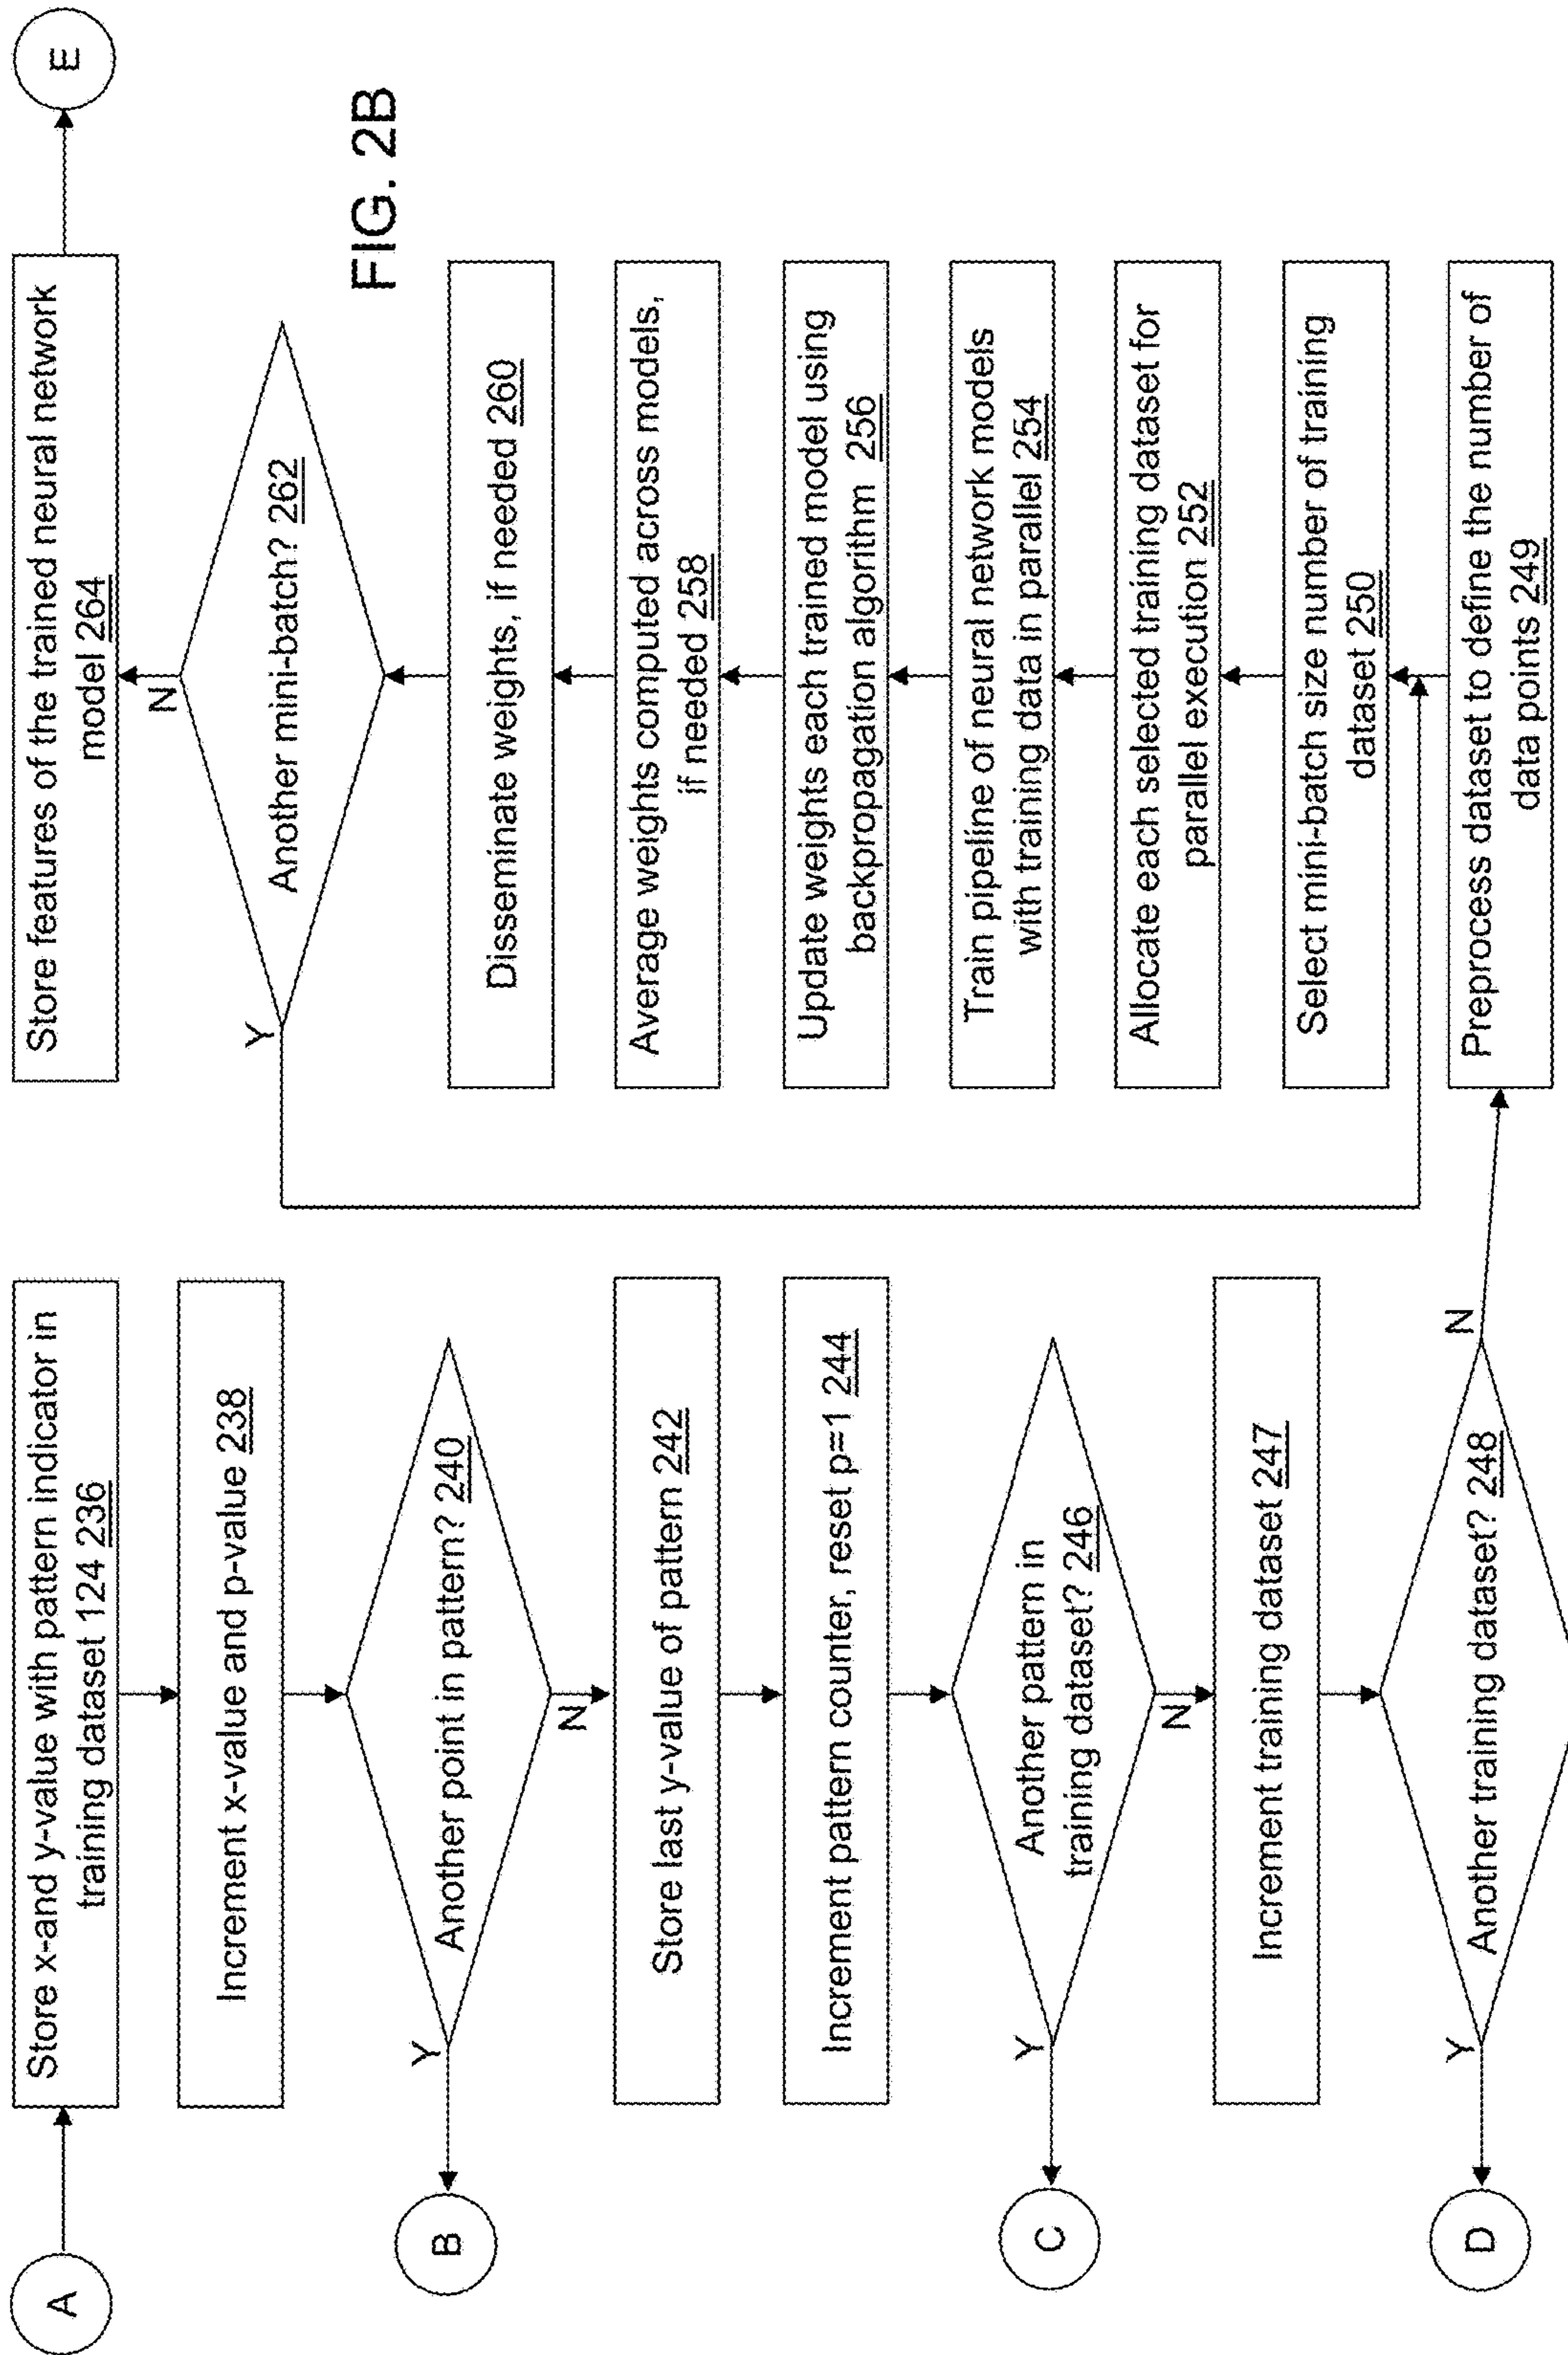 A
Store x-and y-value with pattern indicator in
training dataset 124 236
Increment x-value and p-value 238
Another point in pattern? 240
Y
B
N
Store last y-value of pattern 242
Increment pattern counter, reset p=1 244
Another pattern in
training dataset? 246
Y
C
N
Increment training dataset 247
Another training dataset? 248
Y
D
N
Preprocess dataset to define the number of
data points 249
Select mini-batch size number of training
dataset 250
Allocate each selected training dataset for
parallel execution 252
Train pipeline of neural network models
with training data in parallel 254
Update weights each trained model using
backpropagation algorithm 256
Average weights computed across models,
if needed 258
Disseminate weights, if needed 260
Another mini-batch? 262
Y
N
Store features of the trained neural network
model 264
E
FIG. 2B